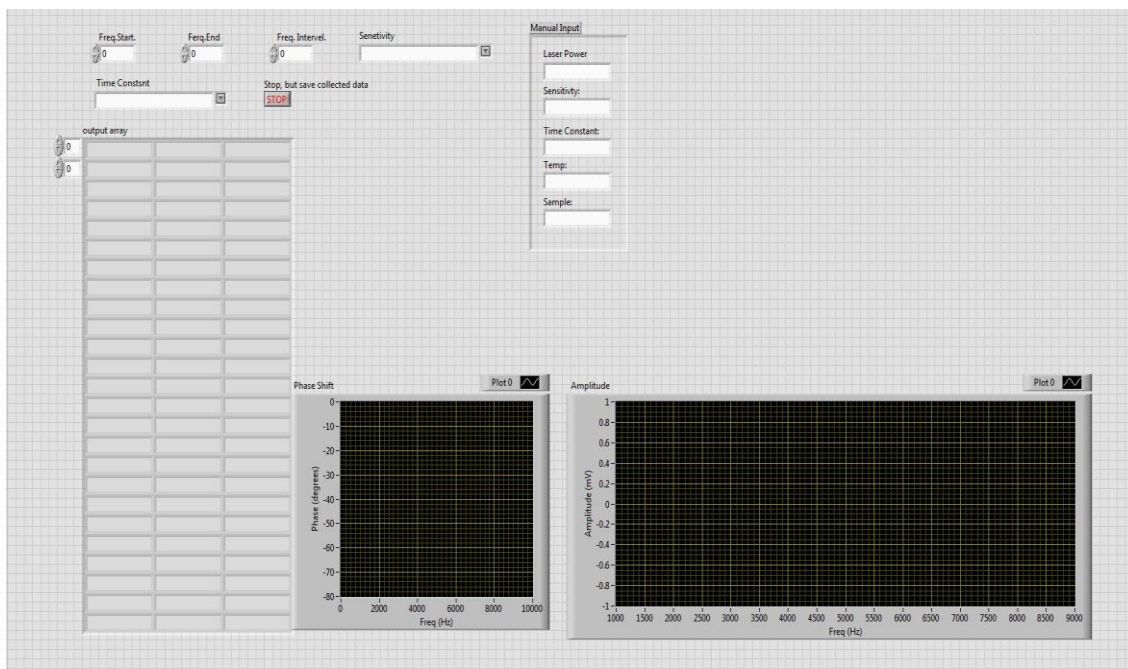 Freq.Start.
Ferq.End
Freq. Intervel.
Senetivity
0
0
0
Time Constsnt
Stop, but save collected data
STOP
Manual Input
Laser Power
Sensitivty:
Time Constant:
Temp:
Sample:
output array
0
0
Phase Shift
Plot 0
0
-10
-20
-30
-40
-50
-60
-70
-80
Phase (degrees)
0 2000 4000 6000 8000 10000
Freq (Hz)
Amplitude
Plot 0
1
0.8
0.6
0.4
0.2
0
-0.2
-0.4
-0.6
-0.8
-1
Amplitude (mV)
1000 1500 2000 2500 3000 3500 4000 4500 5000 5500 6000 6500 7000 7500 8000 8500 9000
Freq (Hz)